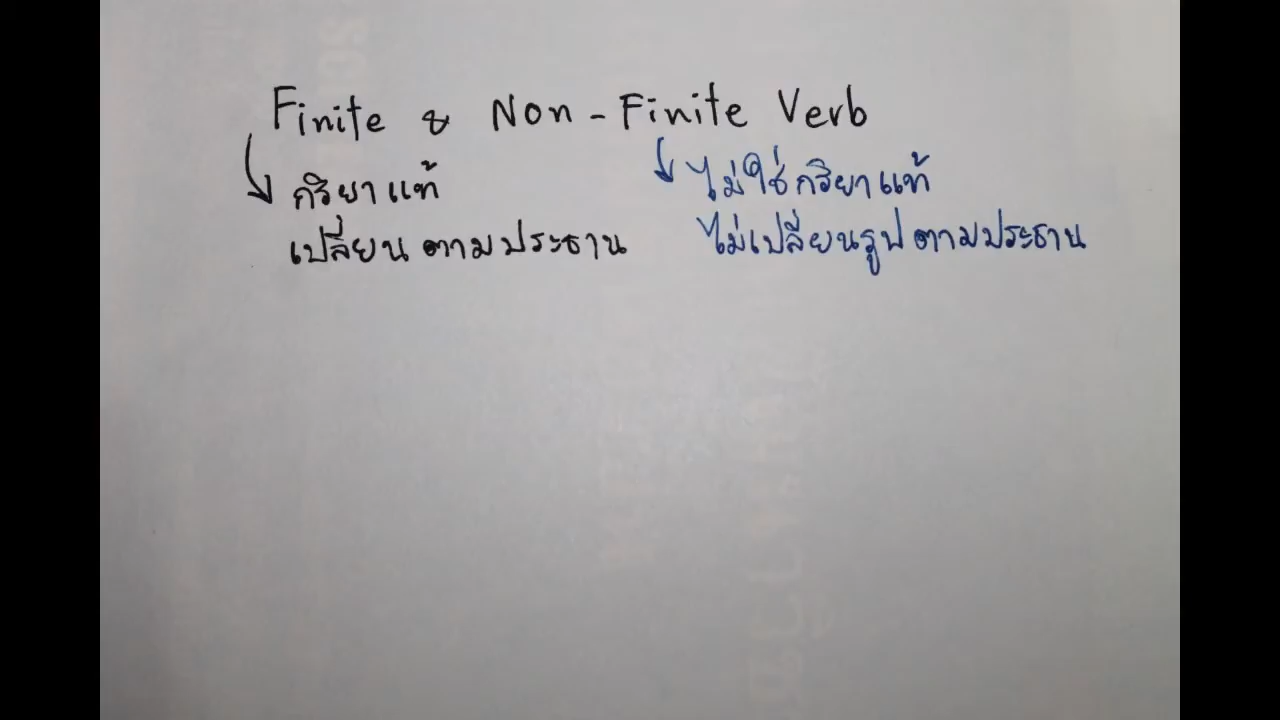 Finite & Non-Finite Verb
กริยาแท้
ไม่ใช่กริยาแท้
เปลี่ยนตามประธาน
ไม่เปลี่ยนรูปตามประธาน